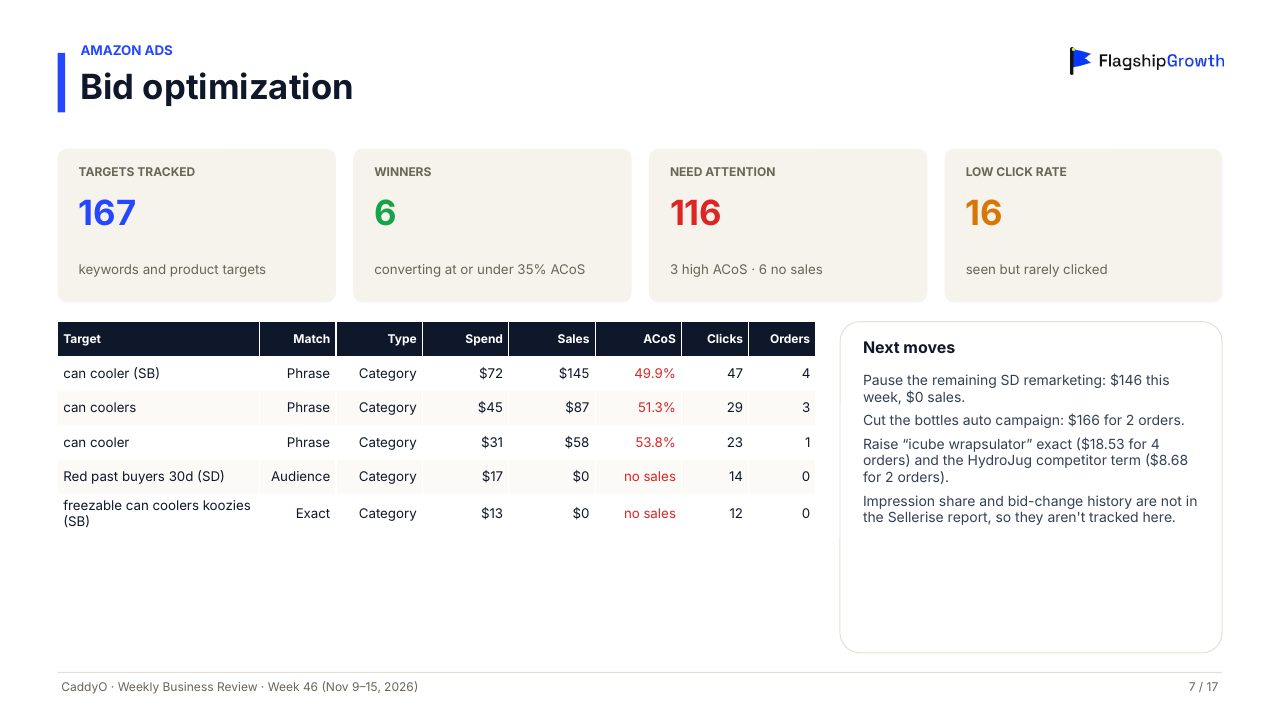 AMAZON ADS
Bid optimization
FlagshipGrowth
TARGETS TRACKED
167
keywords and product targets
WINNERS
6
converting at or under 35% ACoS
NEED ATTENTION
116
3 high ACoS · 6 no sales
LOW CLICK RATE
16
seen but rarely clicked
Target Match Type Spend Sales ACoS Clicks Orders
can cooler (SB) Phrase Category $72 $145 49.9% 47 4
can coolers Phrase Category $45 $87 51.3% 29 3
can cooler Phrase Category $31 $58 53.8% 23 1
Red past buyers 30d (SD) Audience Category $17 $0 no sales 14 0
freezable can coolers koozies
(SB) Exact Category $13 $0 no sales 12 0
Next moves
Pause the remaining SD remarketing: $146 this
week, $0 sales.
Cut the bottles auto campaign: $166 for 2 orders.
Raise “icube wrapsulator” exact ($18.53 for 4
orders) and the HydroJug competitor term ($8.68
for 2 orders).
Impression share and bid-change history are not in
the Sellerise report, so they aren't tracked here.
CaddyO · Weekly Business Review · Week 46 (Nov 9–15, 2026)
7 / 17